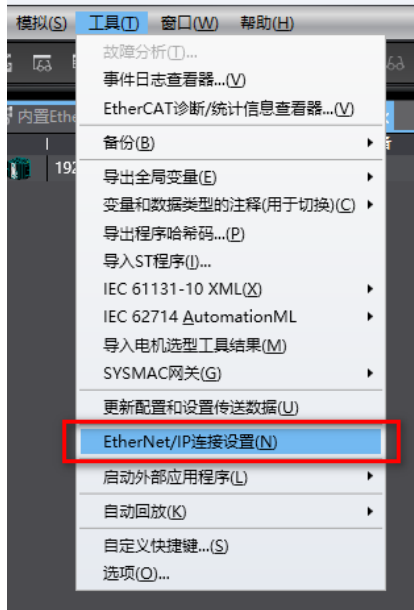 模拟(S) 工具(T) 窗口(W) 帮助(H)
故障分析(T)...
事件日志查看器...(V)
EtherCAT诊断/统计信息查看器...(V)
内置Ethe
备份(B)
192
导出全局变量(E)
变量和数据类型的注释(用于切换)(C)
导出程序哈希码...(P)
导入ST程序(I)...
IEC 61131-10 XML(X)
IEC 62714 AutomationML
导入电机选型工具结果(M)
SYSMAC网关(G)
更新配置和设置传送数据(U)
EtherNet/IP连接设置(N)
启动外部应用程序(L)
自动回放(K)
自定义快捷键...(S)
选项(O)...